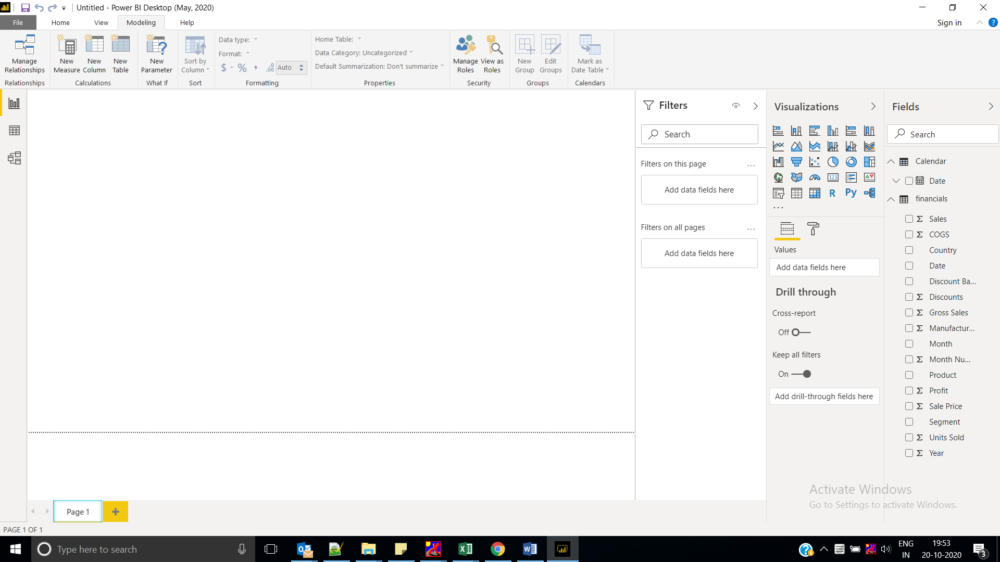 Untitled - Power BI Desktop (May, 2020)
File Home View Modeling Help
Sign in
?
Manage Relationships
Relationships
New Measure
New Column
New Table
Calculations
New Parameter
What If
Sort by Column
Sort
Data type:
Format:
$ % , .00 Auto
Formatting
Home Table:
Data Category: Uncategorized
Default Summarization: Don't summarize
Properties
Manage Roles
View as Roles
Security
New Group
Edit Groups
Groups
Mark as Date Table
Calendars
Filters
Search
Filters on this page ...
Add data fields here
Filters on all pages ...
Add data fields here
Visualizations
123
R Py
...
Values
Add data fields here
Drill through
Cross-report
Off
Keep all filters
On
Add drill-through fields here
Fields
Search
Calendar
Date
financials
Σ Sales
Σ COGS
Country
Date
Discount Ba...
Σ Discounts
Σ Gross Sales
Σ Manufactur...
Month
Σ Month Nu...
Product
Σ Profit
Σ Sale Price
Segment
Σ Units Sold
Σ Year
Activate Windows
Go to Settings to activate Windows.
Page 1 +
PAGE 1 OF 1
Type here to search
ENG
IN
19:53
20-10-2020
3